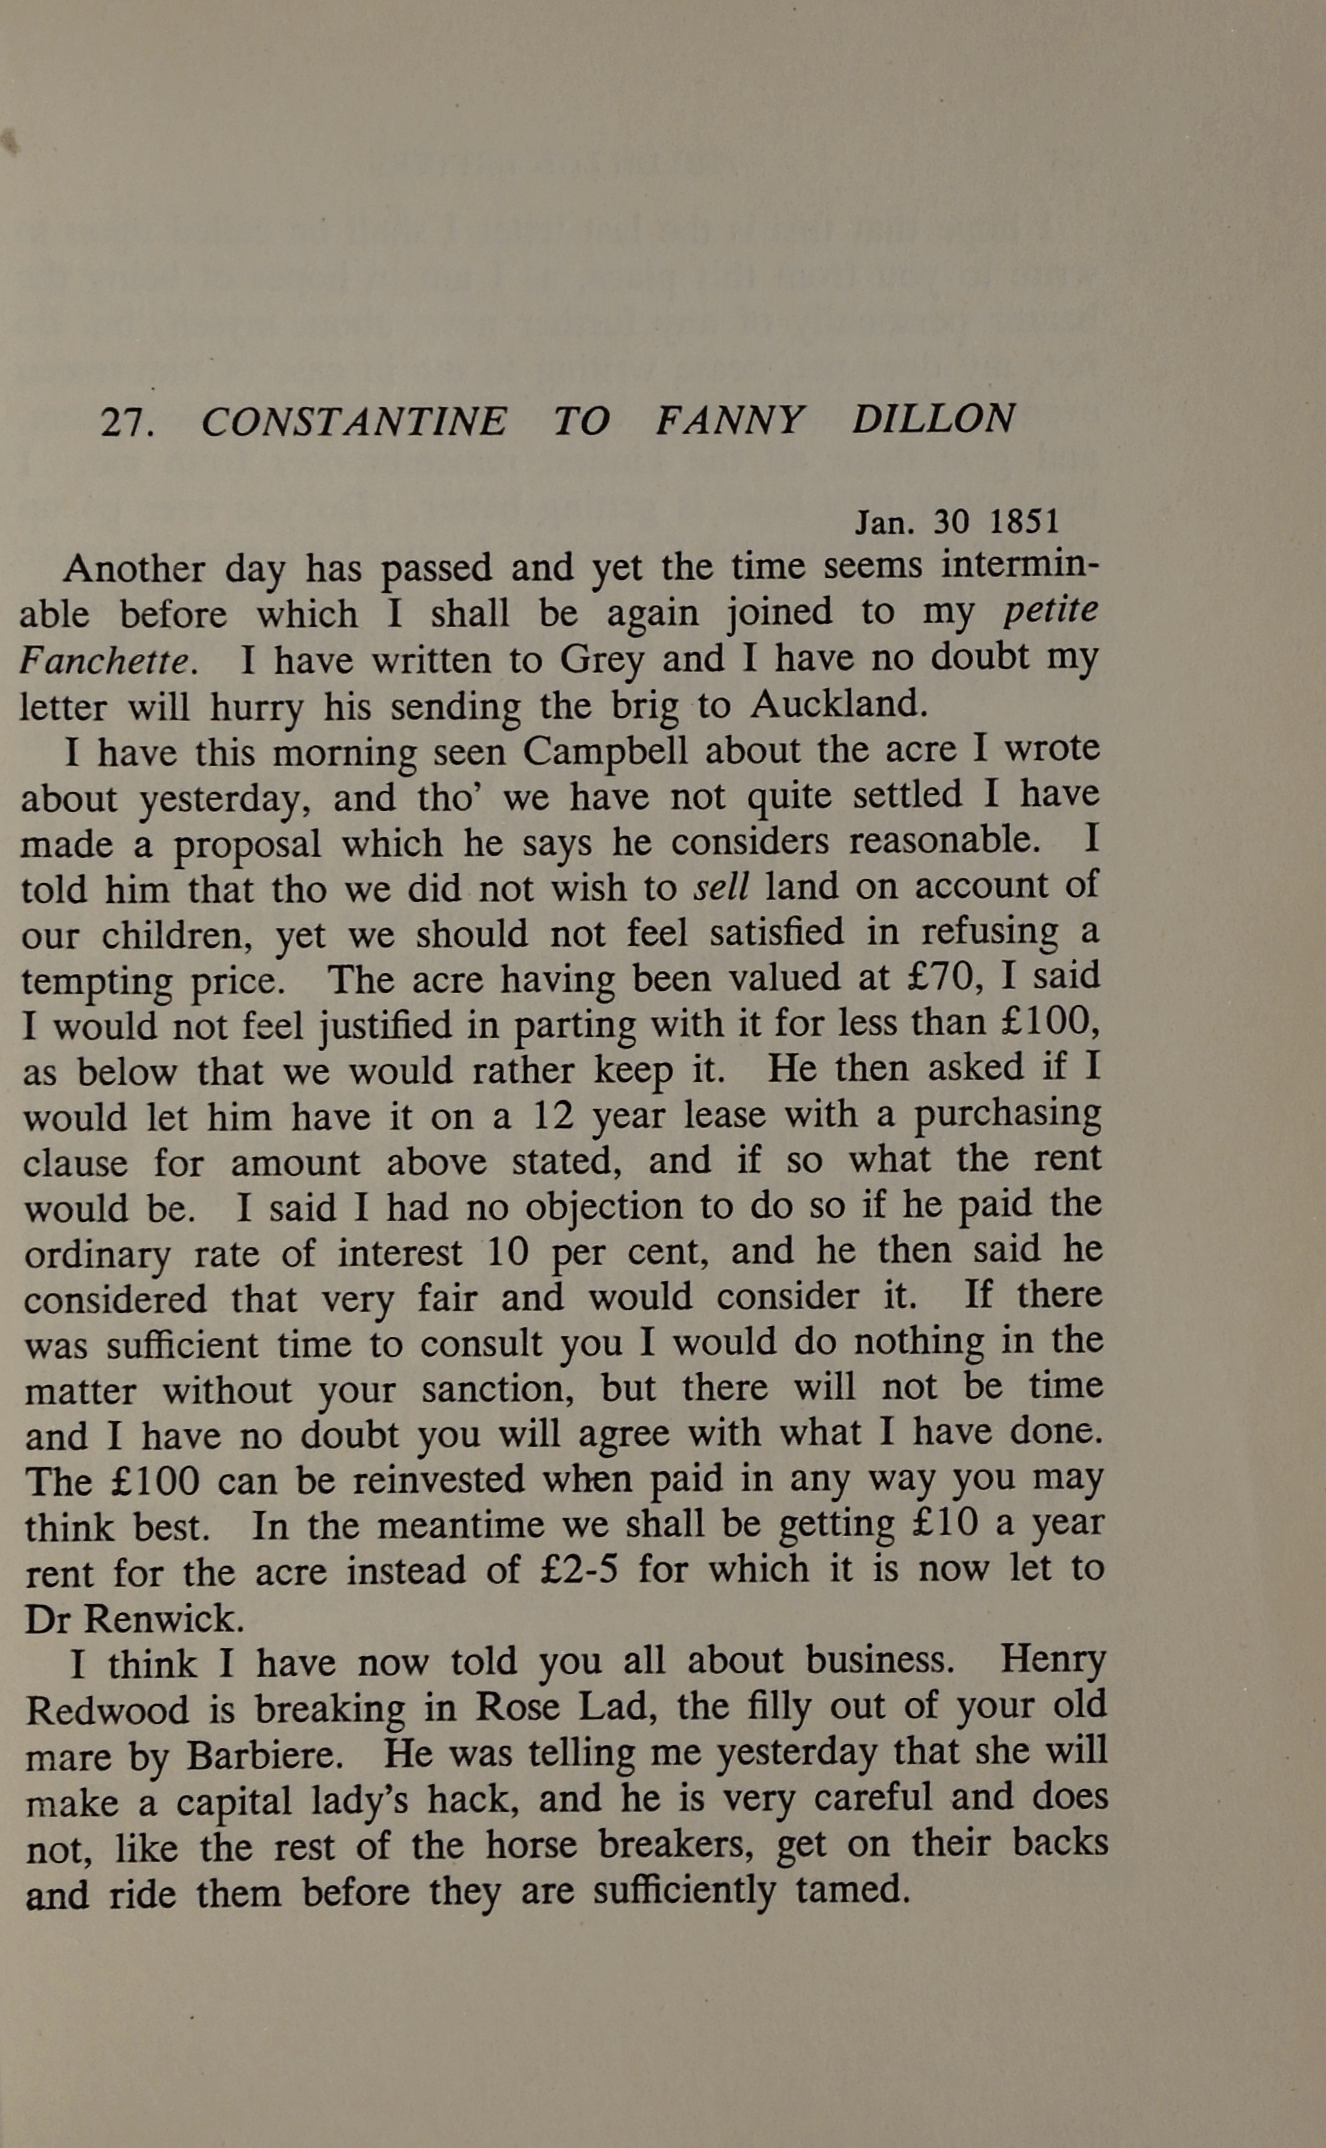 27. CONSTANTINE TO FANNY DILLON
Jan. 30 1851
Another day has passed and yet the time seems intermin-
able before which I shall be again joined to my petite
Fanchette. I have written to Grey and I have no doubt my
letter will hurry his sending the brig to Auckland.
I have this morning seen Campbell about the acre I wrote
about yesterday, and tho' we have not quite settled I have
made a proposal which he says he considers reasonable. I
told him that tho we did not wish to sell land on account of
our children, yet we should not feel satisfied in refusing a
tempting price. The acre having been valued at £70, I said
I would not feel justified in parting with it for less than £100,
as below that we would rather keep it. He then asked if I
would let him have it on a 12 year lease with a purchasing
clause for amount above stated, and if so what the rent
would be. I said I had no objection to do so if he paid the
ordinary rate of interest 10 per cent, and he then said he
considered that very fair and would consider it. If there
was sufficient time to consult you I would do nothing in the
matter without your sanction, but there will not be time
and I have no doubt you will agree with what I have done.
The £100 can be reinvested when paid in any way you may
think best. In the meantime we shall be getting £10 a year
rent for the acre instead of £2-5 for which it is now let to
Dr Renwick.
I think I have now told you all about business. Henry
Redwood is breaking in Rose Lad, the filly out of your old
mare by Barbiere. He was telling me yesterday that she will
make a capital lady's hack, and he is very careful and does
not, like the rest of the horse breakers, get on their backs
and ride them before they are sufficiently tamed.